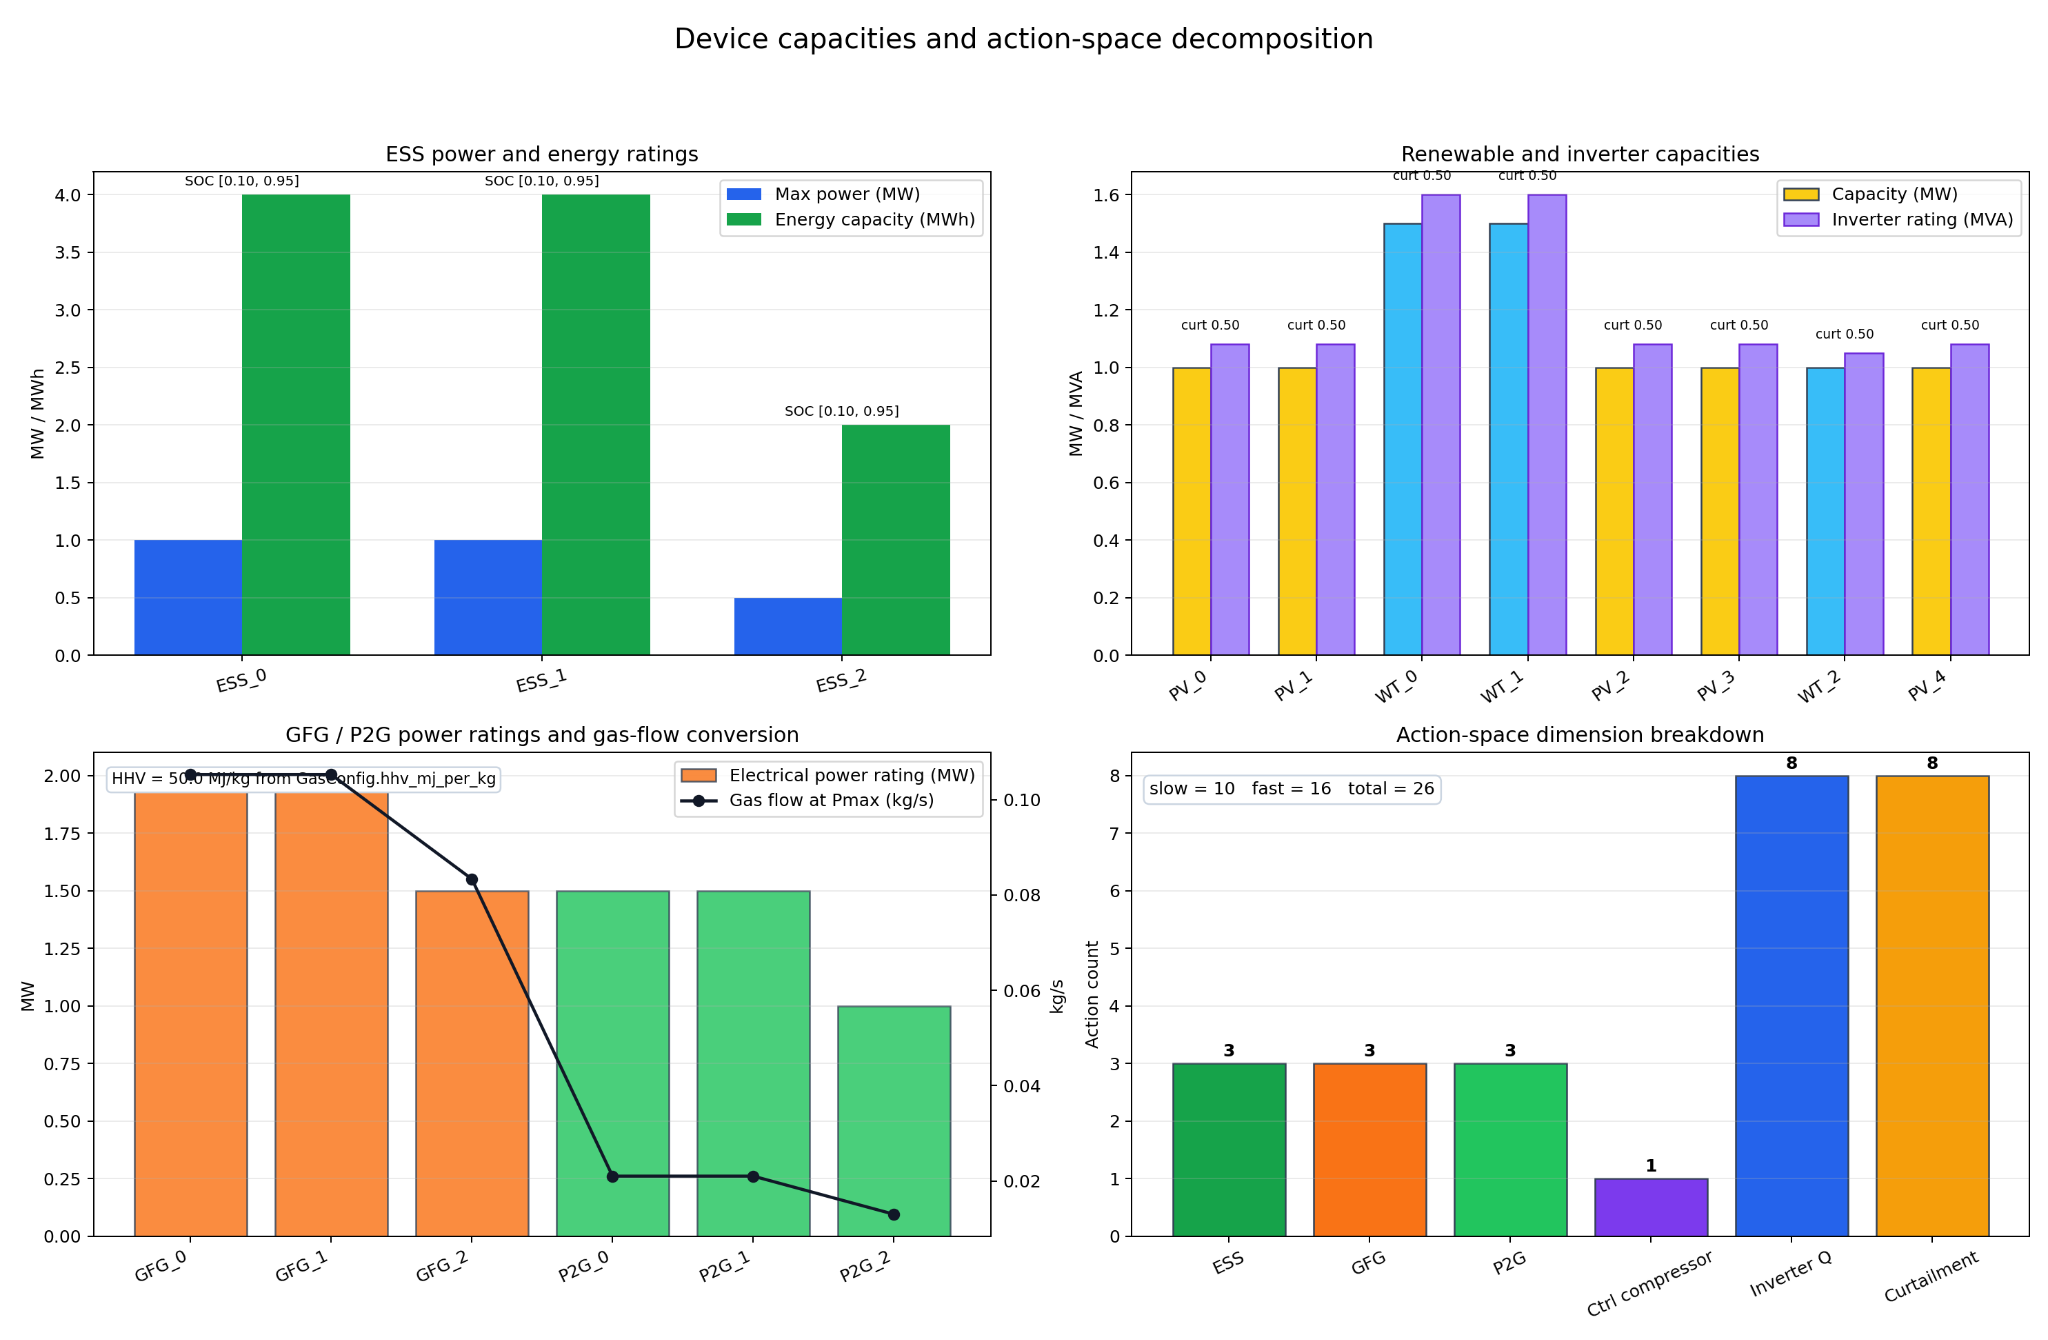 Device capacities and action-space decomposition
ESS power and energy ratings
SOC [0.10, 0.95]
SOC [0.10, 0.95]
SOC [0.10, 0.95]
Max power (MW)
Energy capacity (MWh)
MW / MWh
4.0
3.5
3.0
2.5
2.0
1.5
1.0
0.5
0.0
ESS_0
ESS_1
ESS_2
Renewable and inverter capacities
curt 0.50
curt 0.50
curt 0.50
curt 0.50
curt 0.50
curt 0.50
curt 0.50
curt 0.50
Capacity (MW)
Inverter rating (MVA)
MW / MVA
1.6
1.4
1.2
1.0
0.8
0.6
0.4
0.2
0.0
PV_0
PV_1
WT_0
WT_1
PV_2
PV_3
WT_2
PV_4
GFG / P2G power ratings and gas-flow conversion
HHV = 50.0 MJ/kg from GasConfig.hhv_mj_per_kg
Electrical power rating (MW)
Gas flow at Pmax (kg/s)
MW
2.00
1.75
1.50
1.25
1.00
0.75
0.50
0.25
0.00
0.10
0.08
0.06
0.04
0.02
kg/s
GFG_0
GFG_1
GFG_2
P2G_0
P2G_1
P2G_2
Action-space dimension breakdown
slow = 10 fast = 16 total = 26
Action count
8
7
6
5
4
3
2
1
0
3
3
3
1
8
8
ESS
GFG
P2G
Ctrl compressor
Inverter Q
Curtailment